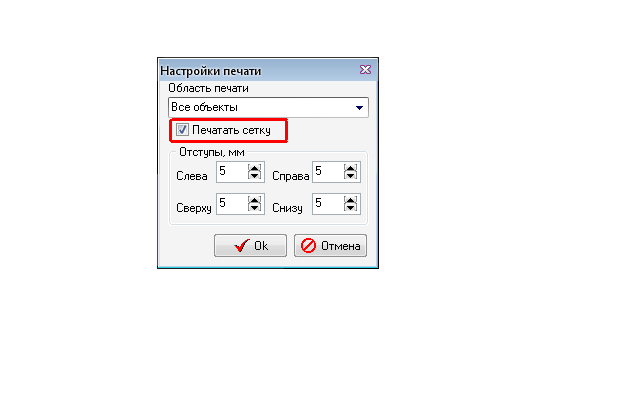 Настройки печати
Область печати
Все объекты
Печатать сетку
Отступы, мм
Слева 5 Справа 5
Сверху 5 Снизу 5
Ok Отмена